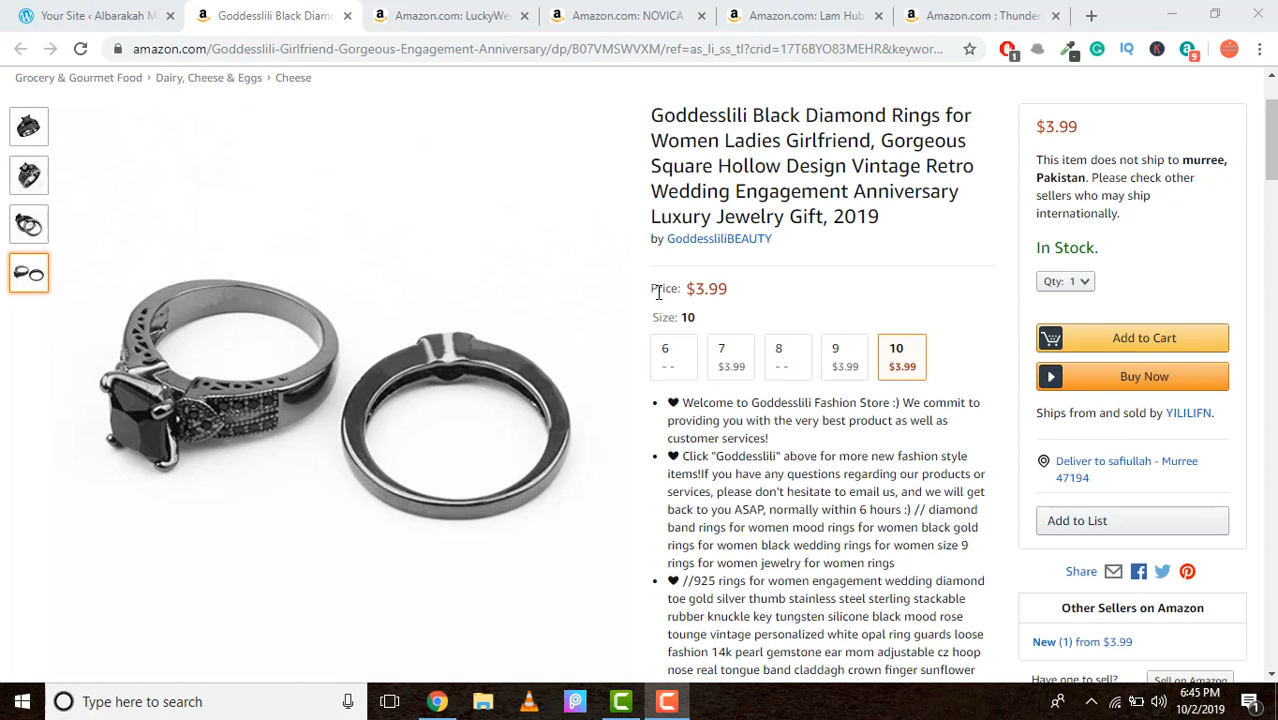 Your Site ‹ Albarakah M
Goddesslili Black Diamo
Amazon.com: LuckyWe
Amazon.com: NOVICA
Amazon.com: Lam Hub
Amazon.com : Thunder
amazon.com/Goddesslili-Girlfriend-Gorgeous-Engagement-Anniversary/dp/B07VMSWVXM/ref=as_li_ss_tl?crid=17T6BYO83MEHR&keywor...
1
IQ
K
a
9
Grocery & Gourmet Food › Dairy, Cheese & Eggs › Cheese
Goddesslili Black Diamond Rings for
Women Ladies Girlfriend, Gorgeous
Square Hollow Design Vintage Retro
Wedding Engagement Anniversary
Luxury Jewelry Gift, 2019
by GoddessliliBEAUTY
Price: $3.99
Size: 10
6 7 8 9 10
- - $3.99 - - $3.99 $3.99
♥ Welcome to Goddesslili Fashion Store :) We commit to
providing you with the very best product as well as
customer services!
♥ Click "Goddesslili" above for more new fashion style
items!If you have any questions regarding our products or
services, please don't hesitate to email us, and we will get
back to you ASAP, normally within 6 hours :) // diamond
band rings for women mood rings for women black gold
rings for women black wedding rings for women size 9
rings for women jewelry for women rings
♥ //925 rings for women engagement wedding diamond
toe gold silver thumb stainless steel sterling stackable
rubber knuckle key tungsten silicone black mood rose
tounge vintage personalized white opal ring guards loose
fashion 14k pearl gemstone ear mom adjustable cz hoop
nose real tongue band claddagh crown finger sunflower
$3.99
This item does not ship to murree,
Pakistan. Please check other
sellers who may ship
internationally.
In Stock.
Qty: 1
Add to Cart
Buy Now
Ships from and sold by YILILIFN.
Deliver to safiullah - Murree
47194
Add to List
Share
Other Sellers on Amazon
New (1) from $3.99
Have one to sell?
Sell on Amazon
Type here to search
6:45 PM
10/2/2019
1